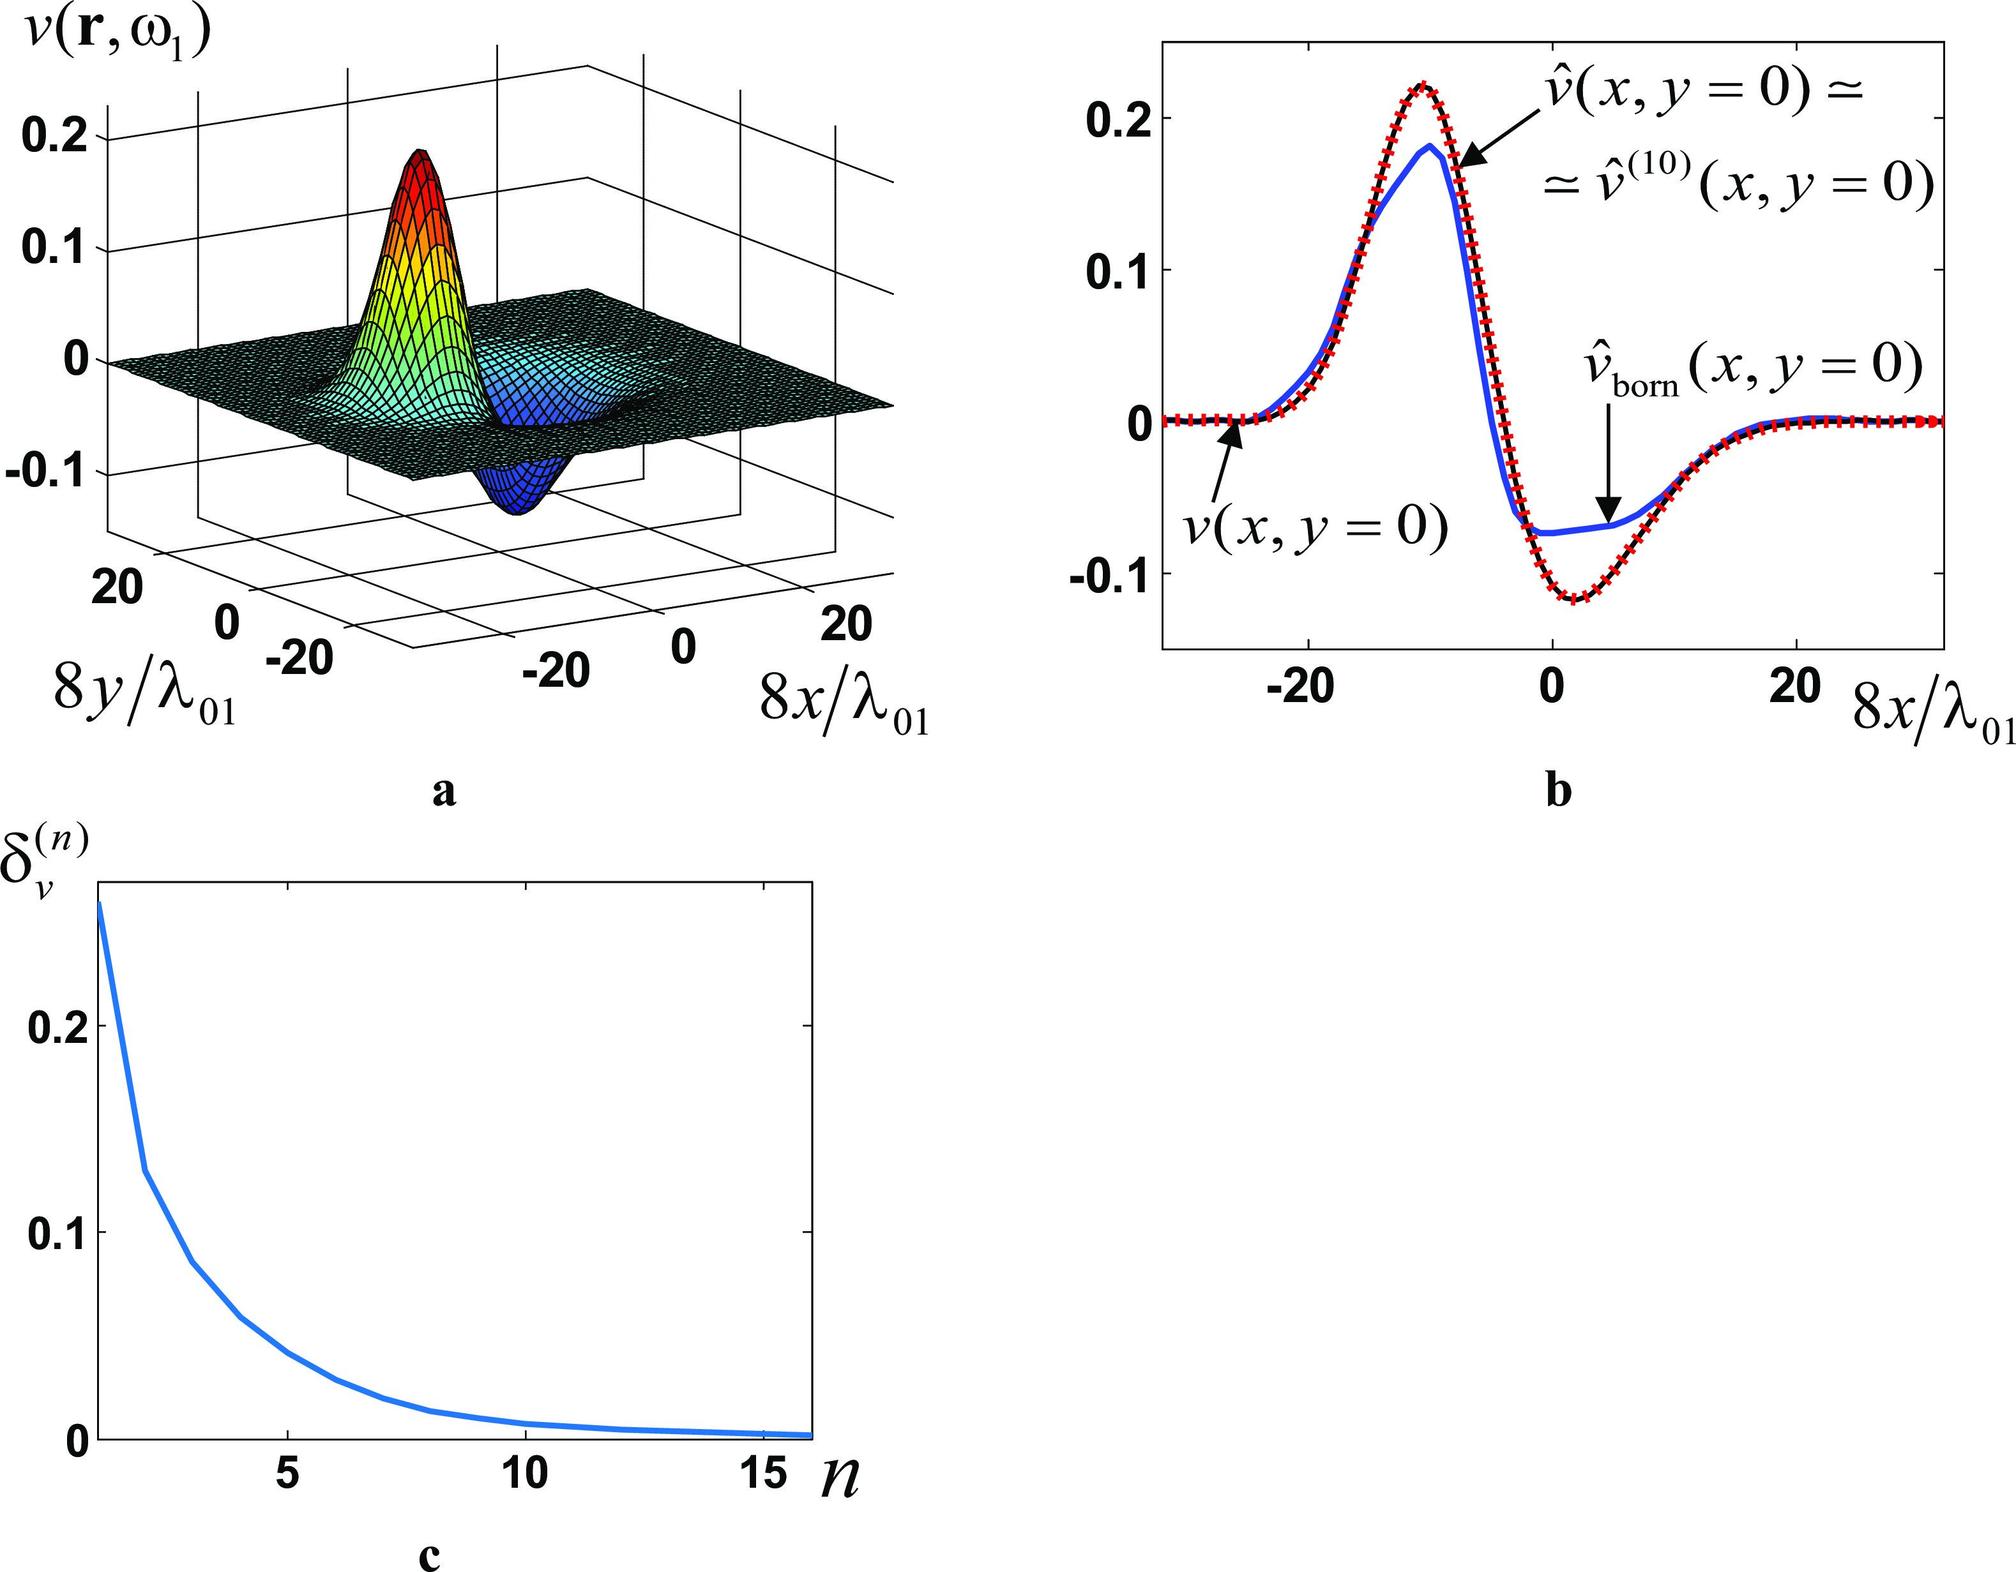 v(r, ω₁)
0.2
0.1
0
-0.1
20
0
-20
8y/λ₀₁
-20
0
20
8x/λ₀₁
a
0.2
0.1
0
-0.1
v̂(x, y = 0) ≃
≃ v̂⁽¹⁰⁾(x, y = 0)
v̂born(x, y = 0)
v(x, y = 0)
-20 0 20 8x/λ₀₁
b
δᵥ⁽ⁿ⁾
0.2
0.1
0
5 10 15 n
c